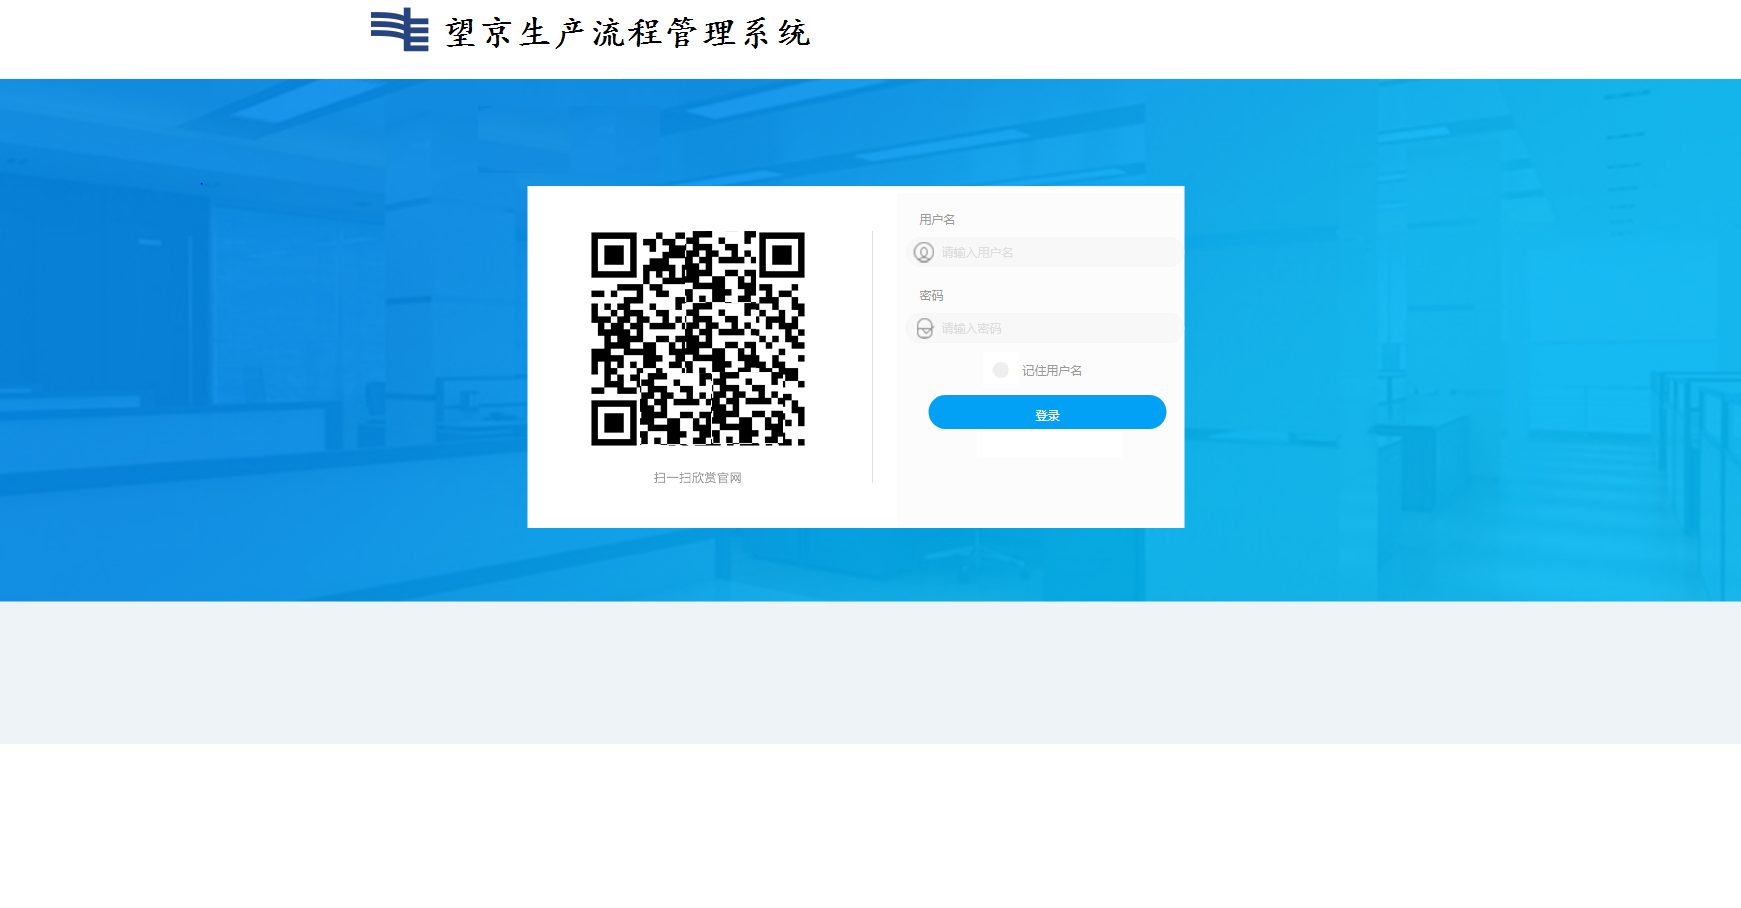 望京生产流程管理系统
用户名
请输入用户名
密码
请输入密码
记住用户名
登录
扫一扫欣赏官网